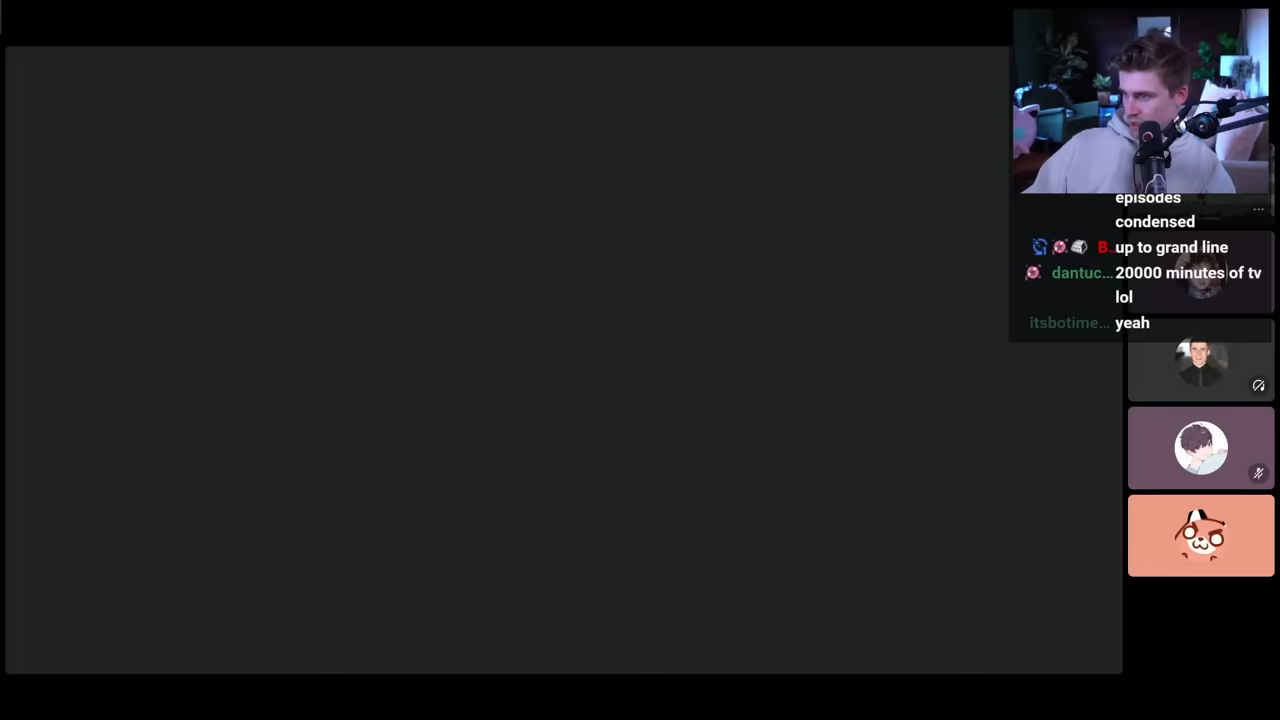 episodes
condensed
B... up to grand line
dantuc... 20000 minutes of tv
lol
itsbotime... yeah